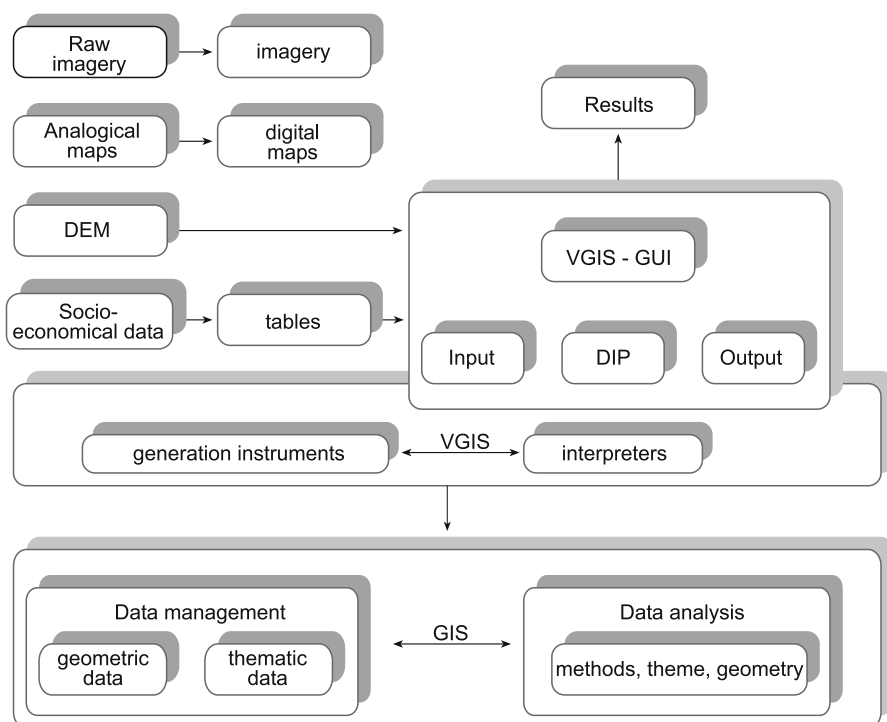 Raw
imagery
imagery
Results
Analogical
maps
digital
maps
DEM
VGIS - GUI
Socio-
economical data
tables
Input
DIP
Output
generation instruments
VGIS
interpreters
Data management
geometric
data
thematic
data
GIS
Data analysis
methods, theme, geometry